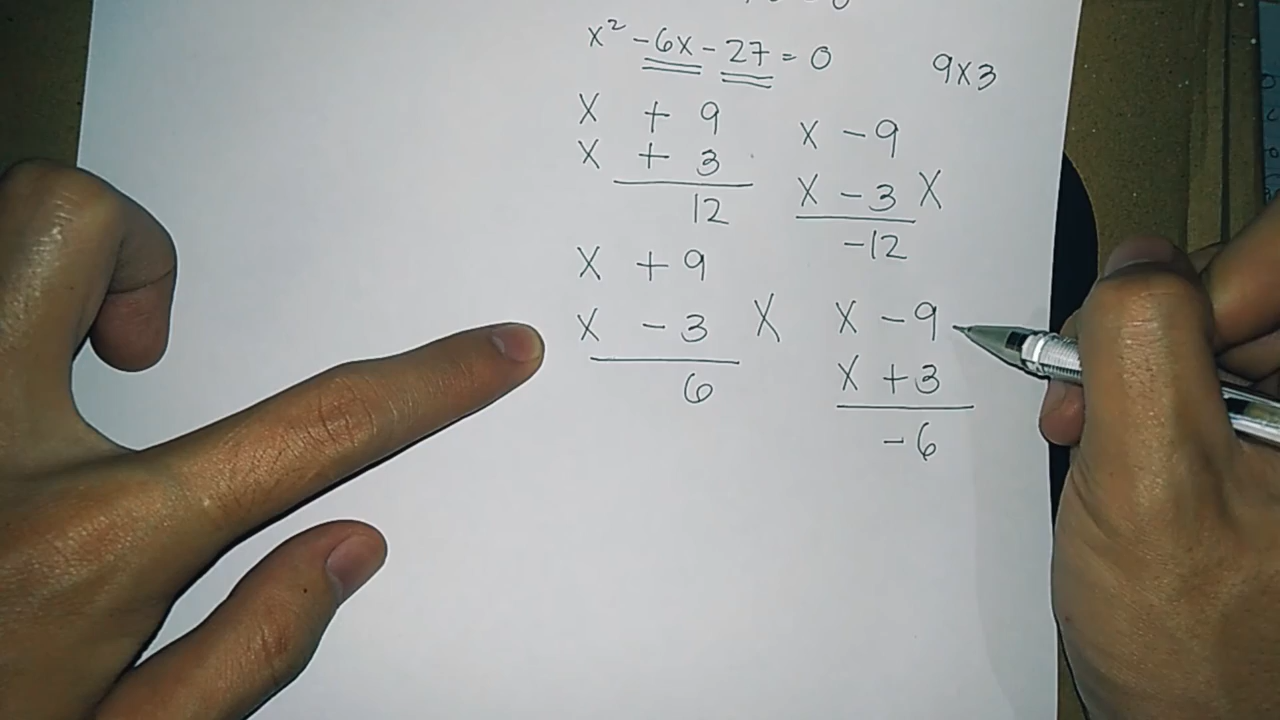 x² - 6x - 27 = 0
9x3
x + 9
x + 3
12
x - 9
x - 3 X
-12
x + 9
x - 3 X
6
x - 9
x + 3
-6